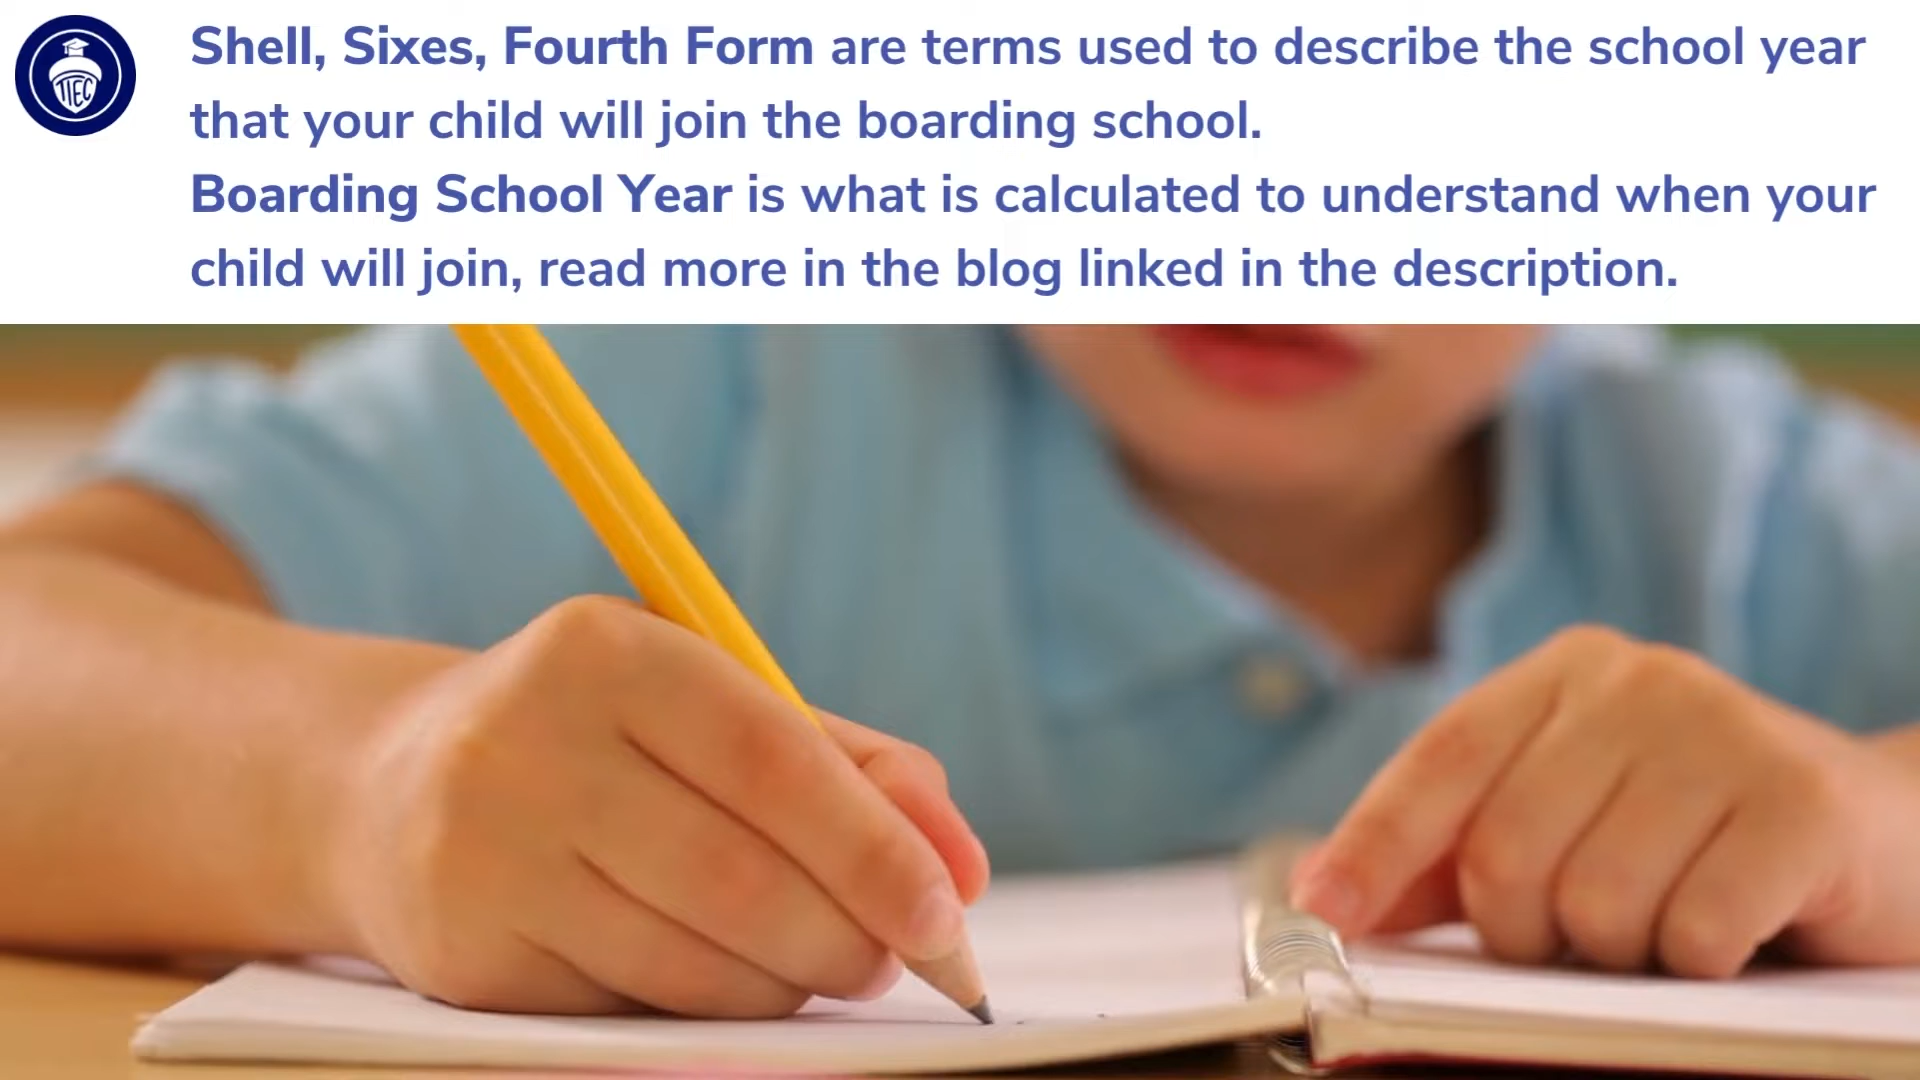 TIEC
Shell, Sixes, Fourth Form are terms used to describe the school year
that your child will join the boarding school.
Boarding School Year is what is calculated to understand when your
child will join, read more in the blog linked in the description.